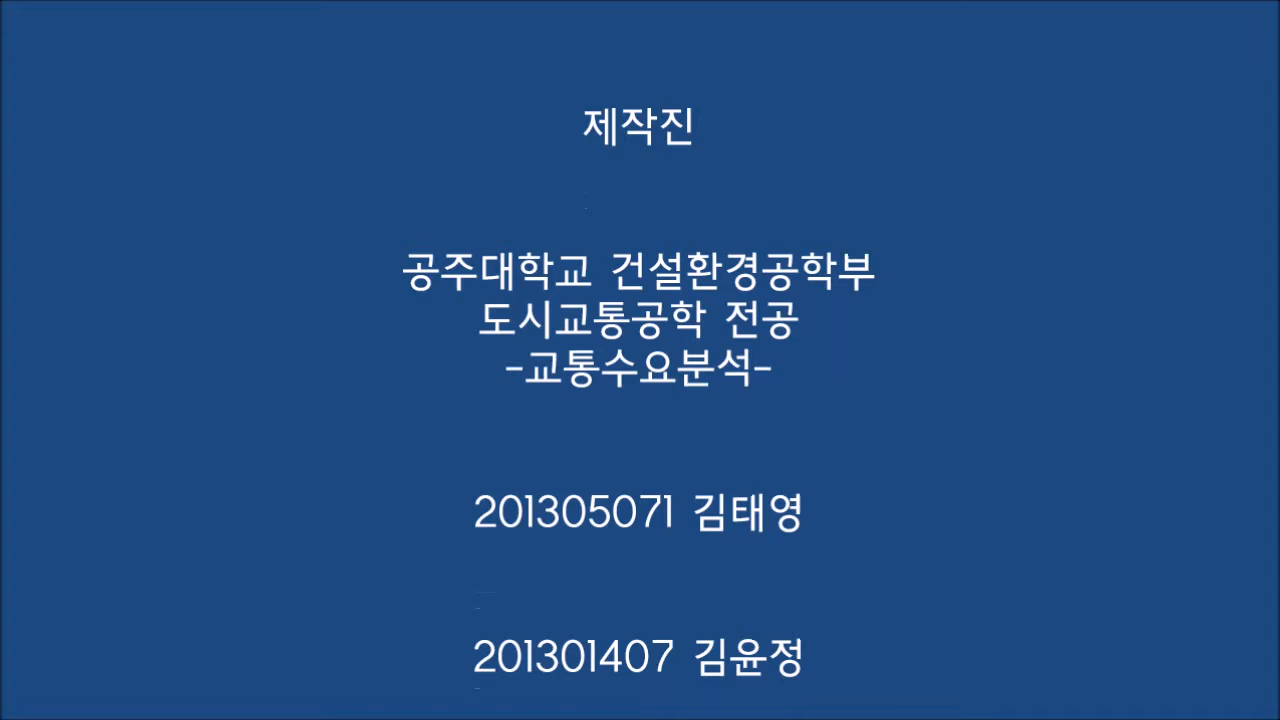 제작진
공주대학교 건설환경공학부
도시교통공학 전공
-교통수요분석-
201305071 김태영
201301407 김윤정